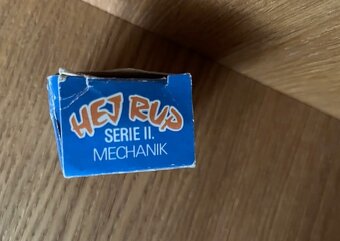 HEJ RUP
SERIE II.
MECHANIK